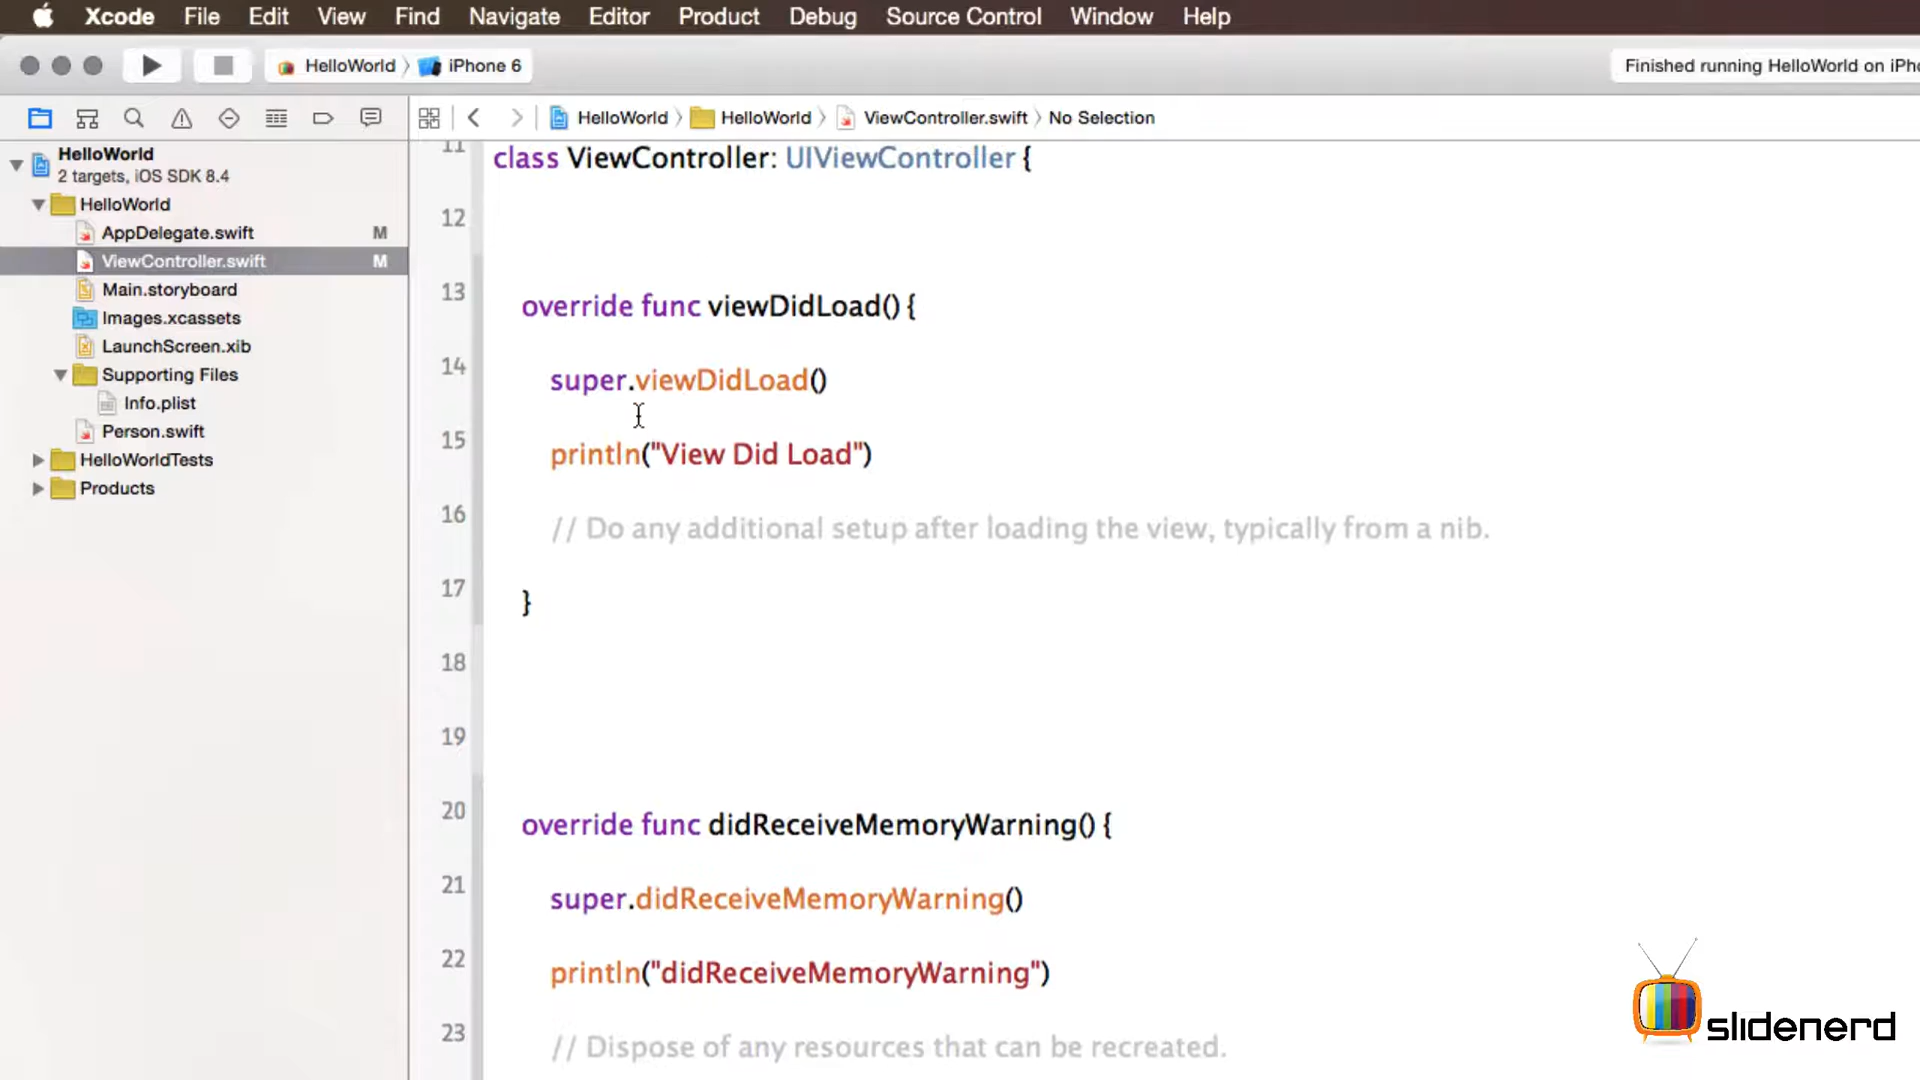 Xcode File Edit View Find Navigate Editor Product Debug Source Control Window Help
HelloWorld 〉 iPhone 6
Finished running HelloWorld on iPho
HelloWorld 〉 HelloWorld 〉 ViewController.swift 〉 No Selection
HelloWorld
2 targets, iOS SDK 8.4
HelloWorld
AppDelegate.swift M
ViewController.swift M
Main.storyboard
Images.xcassets
LaunchScreen.xib
Supporting Files
Info.plist
Person.swift
HelloWorldTests
Products
11 class ViewController: UIViewController {
12
13 override func viewDidLoad() {
14 super.viewDidLoad()
15 println("View Did Load")
16 // Do any additional setup after loading the view, typically from a nib.
17 }
18
19
20 override func didReceiveMemoryWarning() {
21 super.didReceiveMemoryWarning()
22 println("didReceiveMemoryWarning")
23 // Dispose of any resources that can be recreated.
slidenerd